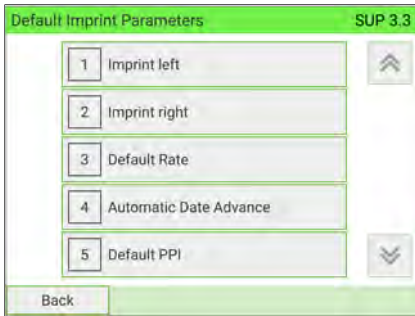 Default Imprint Parameters SUP 3.3
1 Imprint left
2 Imprint right
3 Default Rate
4 Automatic Date Advance
5 Default PPI
Back